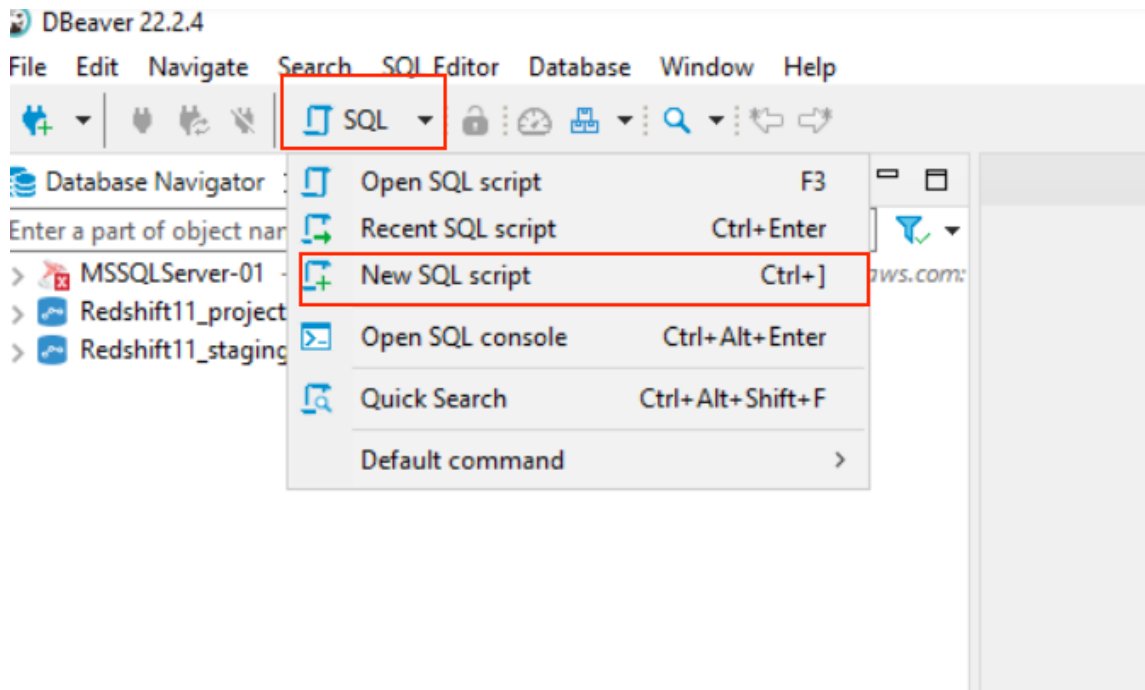 DBeaver 22.2.4
File Edit Navigate Search SQL Editor Database Window Help
SQL
Database Navigator
Open SQL script F3
Enter a part of object nar
Recent SQL script Ctrl+Enter
MSSQLServer-01 -
New SQL script Ctrl+]
aws.com:
Redshift11_project
Redshift11_staging
Open SQL console Ctrl+Alt+Enter
Quick Search Ctrl+Alt+Shift+F
Default command